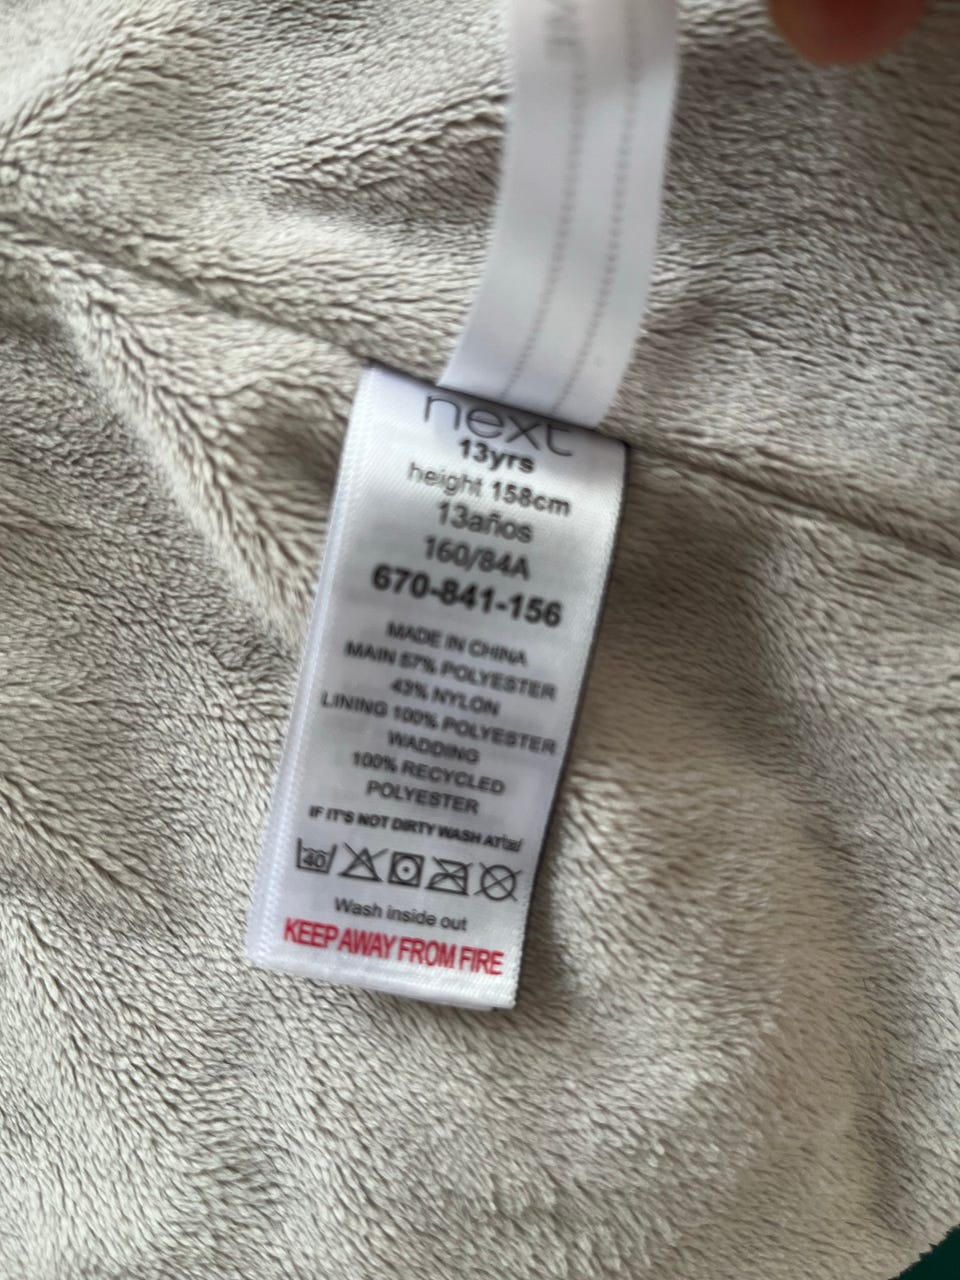 next
13yrs
height 158cm
13años
160/84A
670-841-156
MADE IN CHINA
MAIN 57% POLYESTER
43% NYLON
LINING 100% POLYESTER
WADDING
100% RECYCLED
POLYESTER
IF IT'S NOT DIRTY WASH AT
40
Wash inside out
KEEP AWAY FROM FIRE